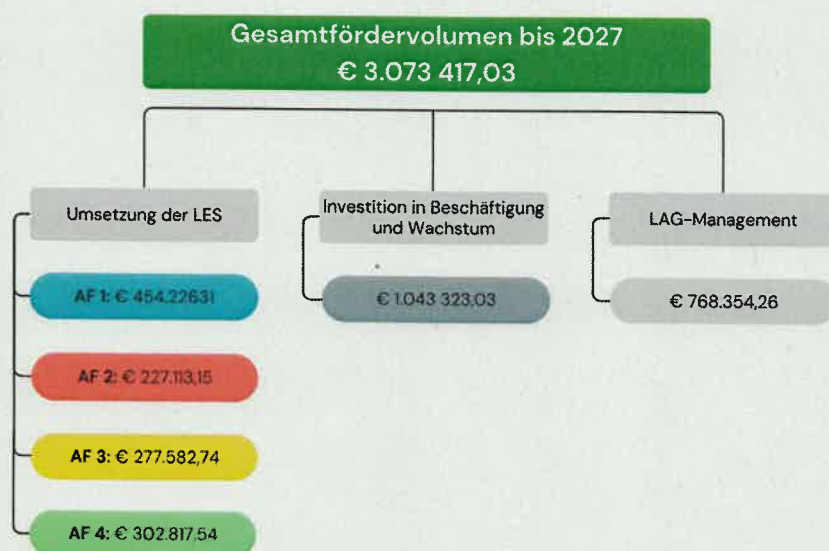 Gesamtfördervolumen bis 2027
€ 3.073 417,03
Umsetzung der LES
Investition in Beschäftigung
und Wachstum
LAG-Management
AF 1: € 454.22631
€ 1.043 323,03
€ 768.354,26
AF 2: € 227.113,15
AF 3: € 277.582,74
AF 4: € 302.817.54